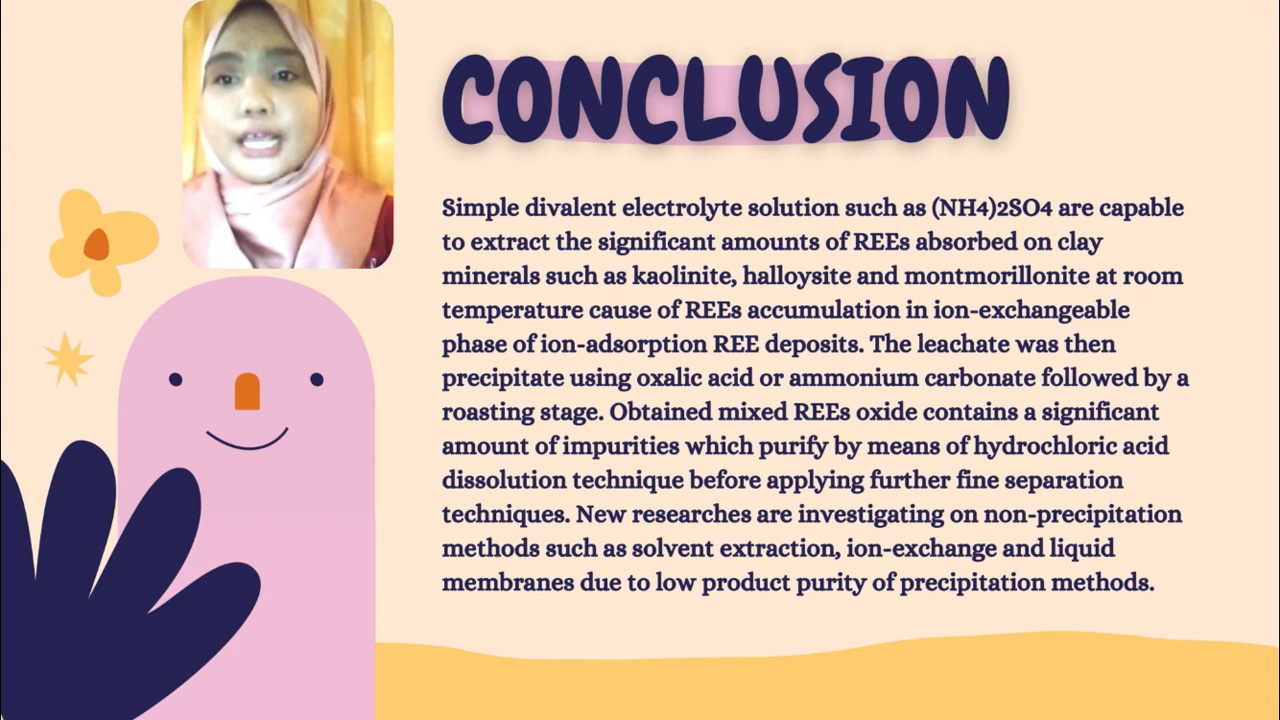 CONCLUSION
Simple divalent electrolyte solution such as (NH4)2SO4 are capable
to extract the significant amounts of REEs absorbed on clay
minerals such as kaolinite, halloysite and montmorillonite at room
temperature cause of REEs accumulation in ion-exchangeable
phase of ion-adsorption REE deposits. The leachate was then
precipitate using oxalic acid or ammonium carbonate followed by a
roasting stage. Obtained mixed REEs oxide contains a significant
amount of impurities which purify by means of hydrochloric acid
dissolution technique before applying further fine separation
techniques. New researches are investigating on non-precipitation
methods such as solvent extraction, ion-exchange and liquid
membranes due to low product purity of precipitation methods.